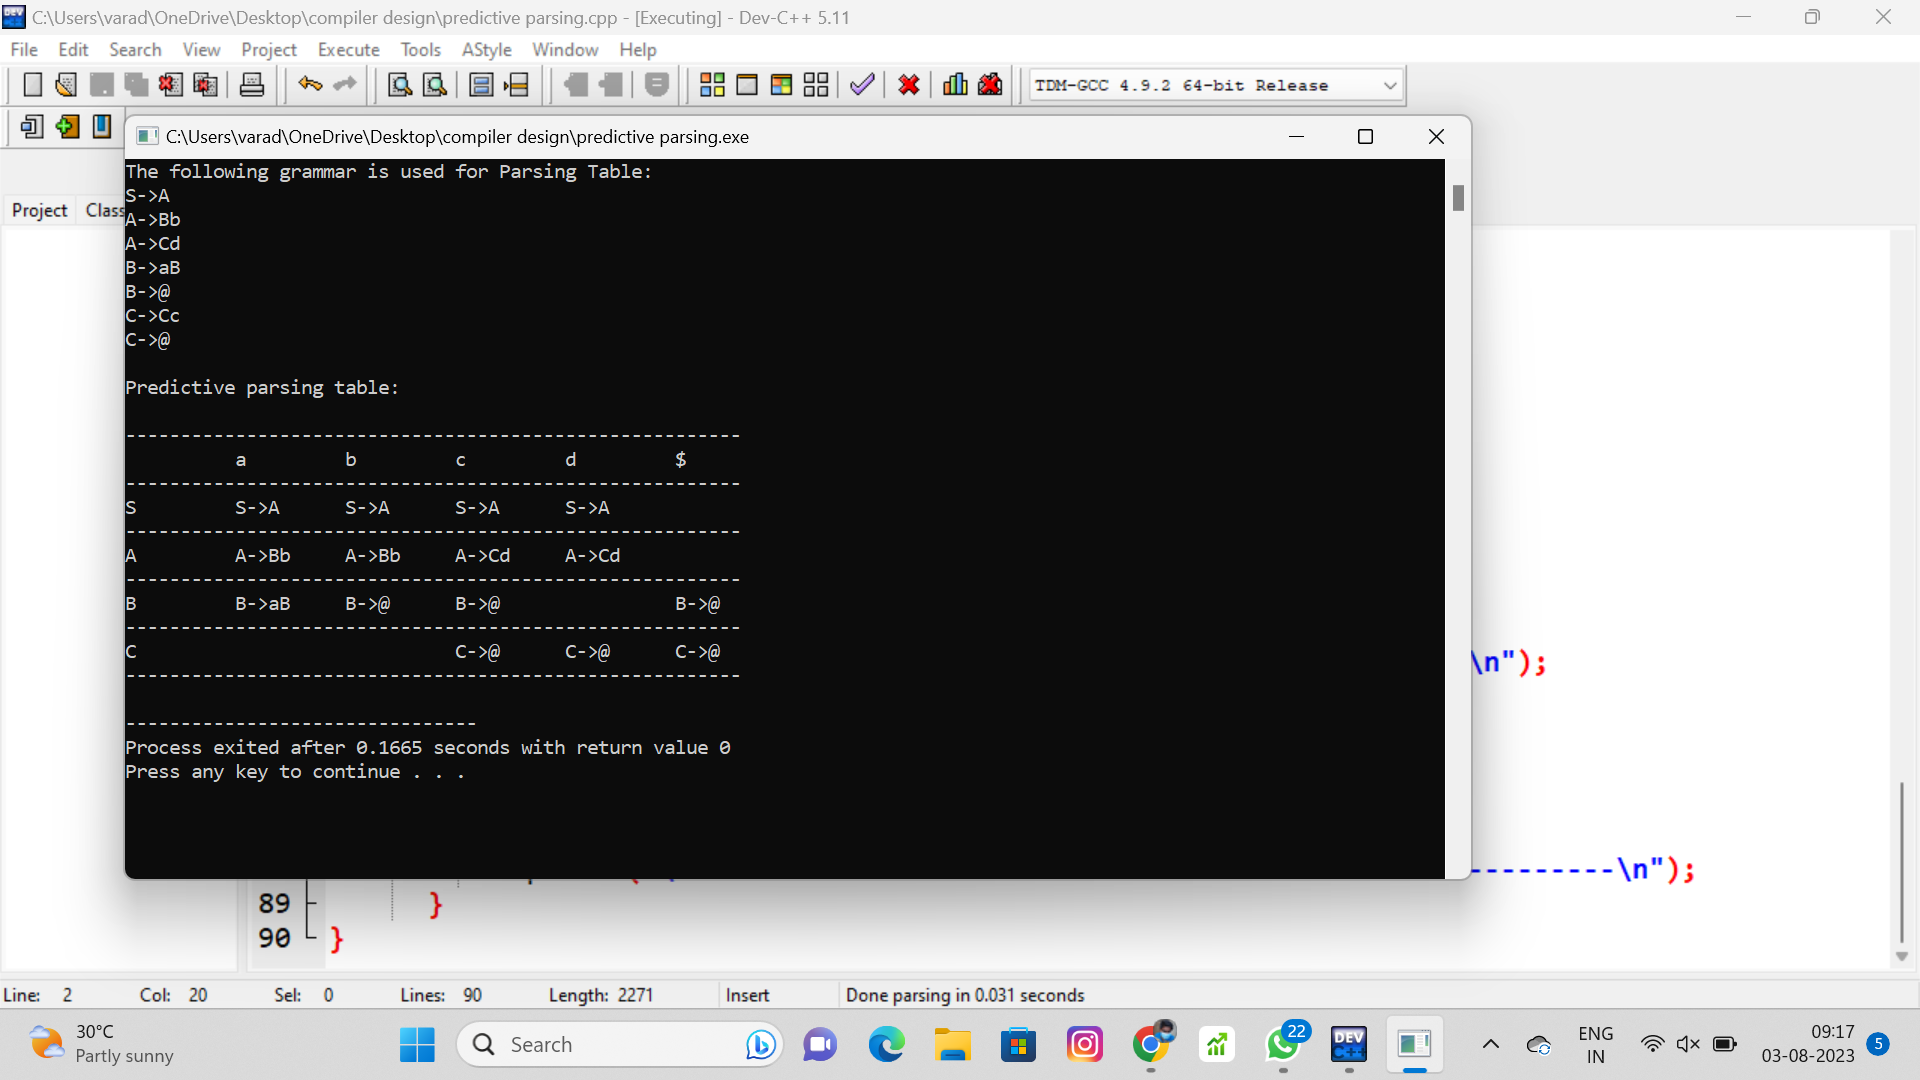 C:\Users\varad\OneDrive\Desktop\compiler design\predictive parsing.cpp - [Executing] - Dev-C++ 5.11
File Edit Search View Project Execute Tools AStyle Window Help
TDM-GCC 4.9.2 64-bit Release
C:\Users\varad\OneDrive\Desktop\compiler design\predictive parsing.exe
Project Class
The following grammar is used for Parsing Table:
S->A
A->Bb
A->Cd
B->aB
B->@
C->Cc
C->@
Predictive parsing table:
-------------------------------------------------------- 
a b c d $
--------------------------------------------------------
S S->A S->A S->A S->A
--------------------------------------------------------
A A->Bb A->Bb A->Cd A->Cd
--------------------------------------------------------
B B->aB B->@ B->@ B->@
--------------------------------------------------------
C C->@ C->@ C->@
--------------------------------------------------------
--------------------------------
Process exited after 0.1665 seconds with return value 0
Press any key to continue . . .
\n");
---------\n");
89 }
90 }
Line: 2 Col: 20 Sel: 0 Lines: 90 Length: 2271 Insert Done parsing in 0.031 seconds
30°C
Partly sunny
Search
22
DEV
C++
ENG
IN
09:17
03-08-2023
5